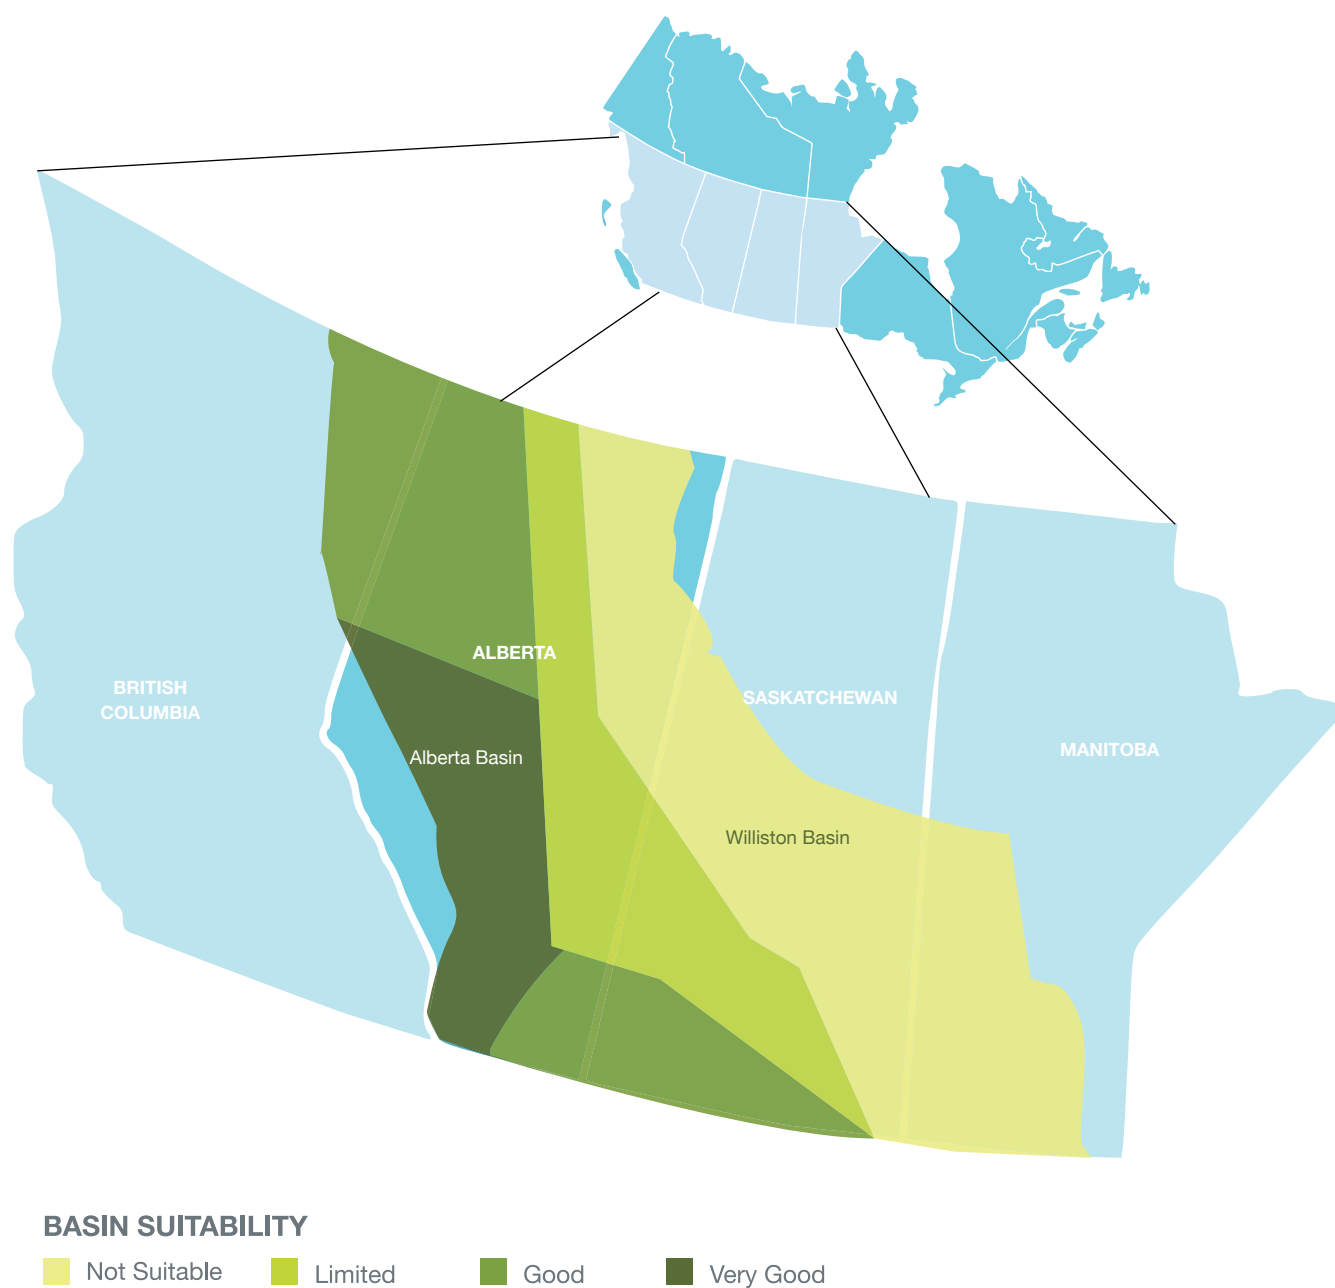 ALBERTA
BRITISH
COLUMBIA
SASKATCHEWAN
MANITOBA
Alberta Basin
Williston Basin
BASIN SUITABILITY
Not Suitable
Limited
Good
Very Good